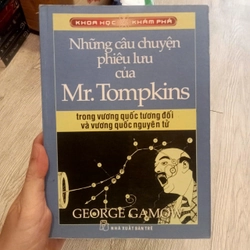 KHOA HỌC KHÁM PHÁ
Những câu chuyện
phiêu lưu
của
Mr. Tompkins
trong vương quốc tương đối
và vương quốc nguyên tử
GEORGE GAMOW
NHÀ XUẤT BẢN TRẺ